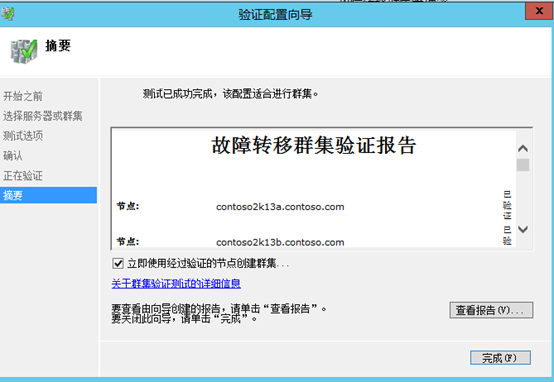 验证配置向导
x
摘要
开始之前
选择服务器或群集
测试选项
确认
正在验证
摘要
测试已成功完成，该配置适合进行群集。
故障转移群集验证报告
节点:
contoso2k13a.contoso.com
已验证
节点:
contoso2k13b.contoso.com
已验
立即使用经过验证的节点创建群集...
关于群集验证测试的详细信息
要查看由向导创建的报告，请单击“查看报告”。
要关闭此向导，请单击“完成”。
查看报告(V)...
完成(F)